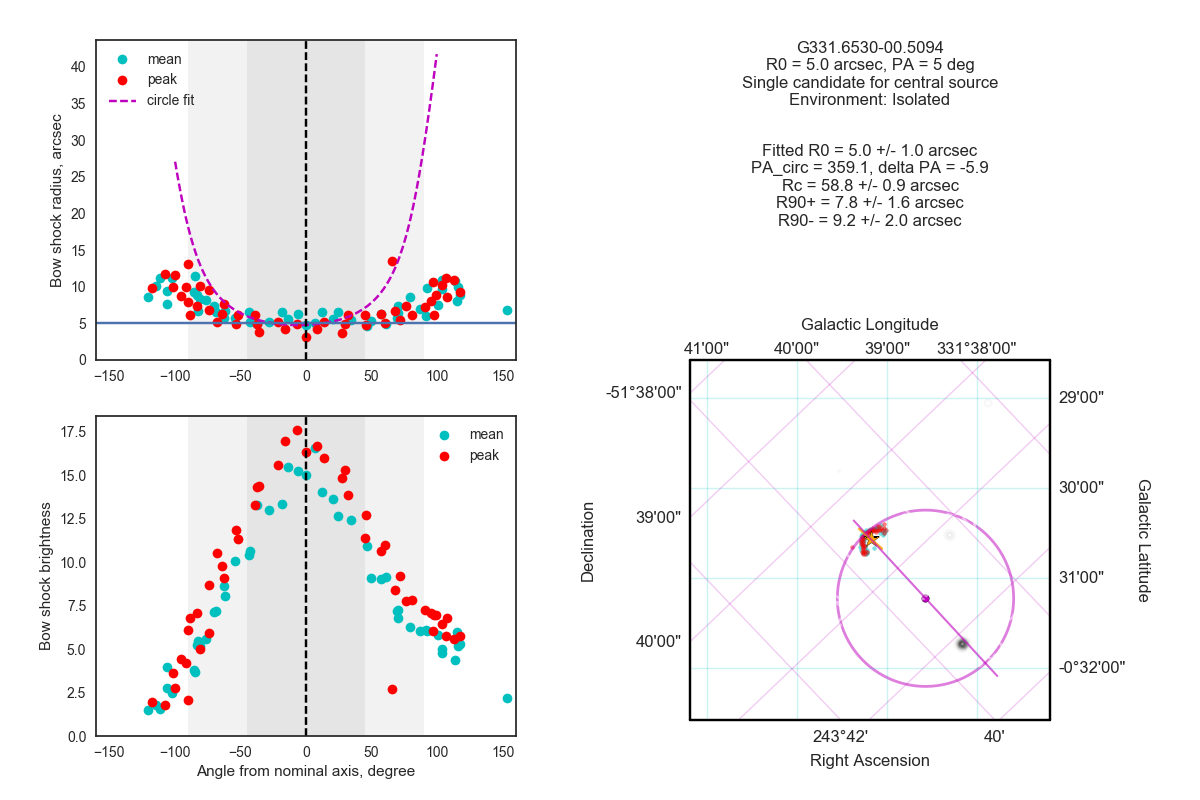 mean
peak
circle fit
Bow shock radius, arcsec
40
35
30
25
20
15
10
5
0
−150
−100
−50
0
50
100
150
mean
peak
Bow shock brightness
17.5
15.0
12.5
10.0
7.5
5.0
2.5
0.0
−150
−100
−50
0
50
100
150
Angle from nominal axis, degree
G331.6530-00.5094
R0 = 5.0 arcsec, PA = 5 deg
Single candidate for central source
Environment: Isolated
Fitted R0 = 5.0 +/- 1.0 arcsec
PA_circ = 359.1, delta PA = -5.9
Rc = 58.8 +/- 0.9 arcsec
R90+ = 7.8 +/- 1.6 arcsec
R90- = 9.2 +/- 2.0 arcsec
Galactic Longitude
41'00"
40'00"
39'00"
331°38'00"
-51°38'00"
39'00"
40'00"
Declination
29'00"
30'00"
31'00"
-0°32'00"
Galactic Latitude
243°42'
40'
Right Ascension